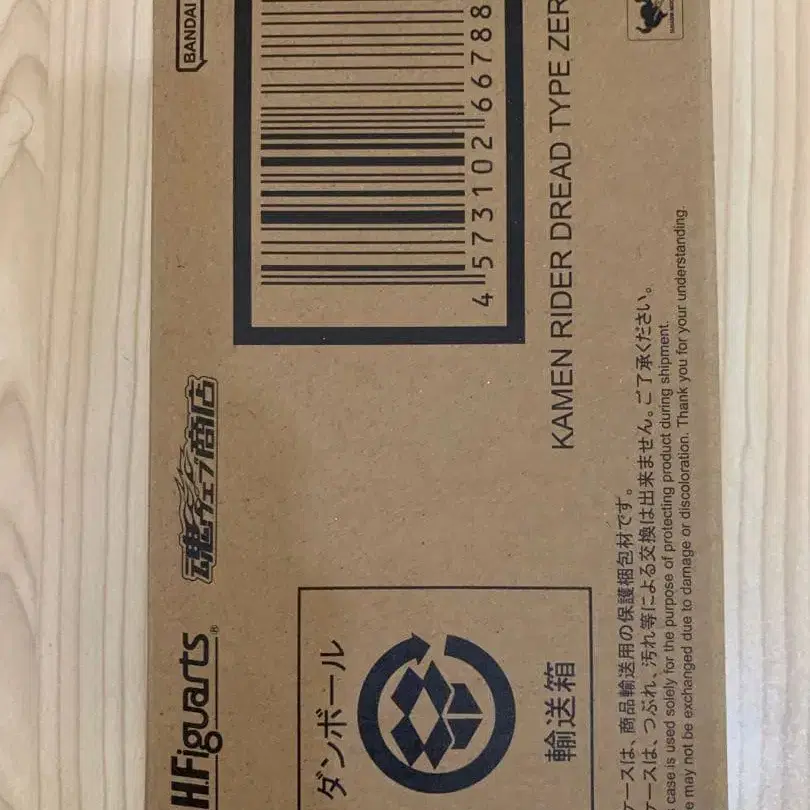 BANDAI
4 573102 66788
KAMEN RIDER DREAD TYPE ZER
魂ウェブ商店
H.Figuarts®
ダンボール
輸送箱
ースは、商品輸送用の保護梱包材です。
ースは、つぶれ、汚れ等による交換は出来ません。ご了承ください。
case is used solely for the purpose of protecting product during shipment.
e may not be exchanged due to damage or discoloration. Thank you for your understanding.